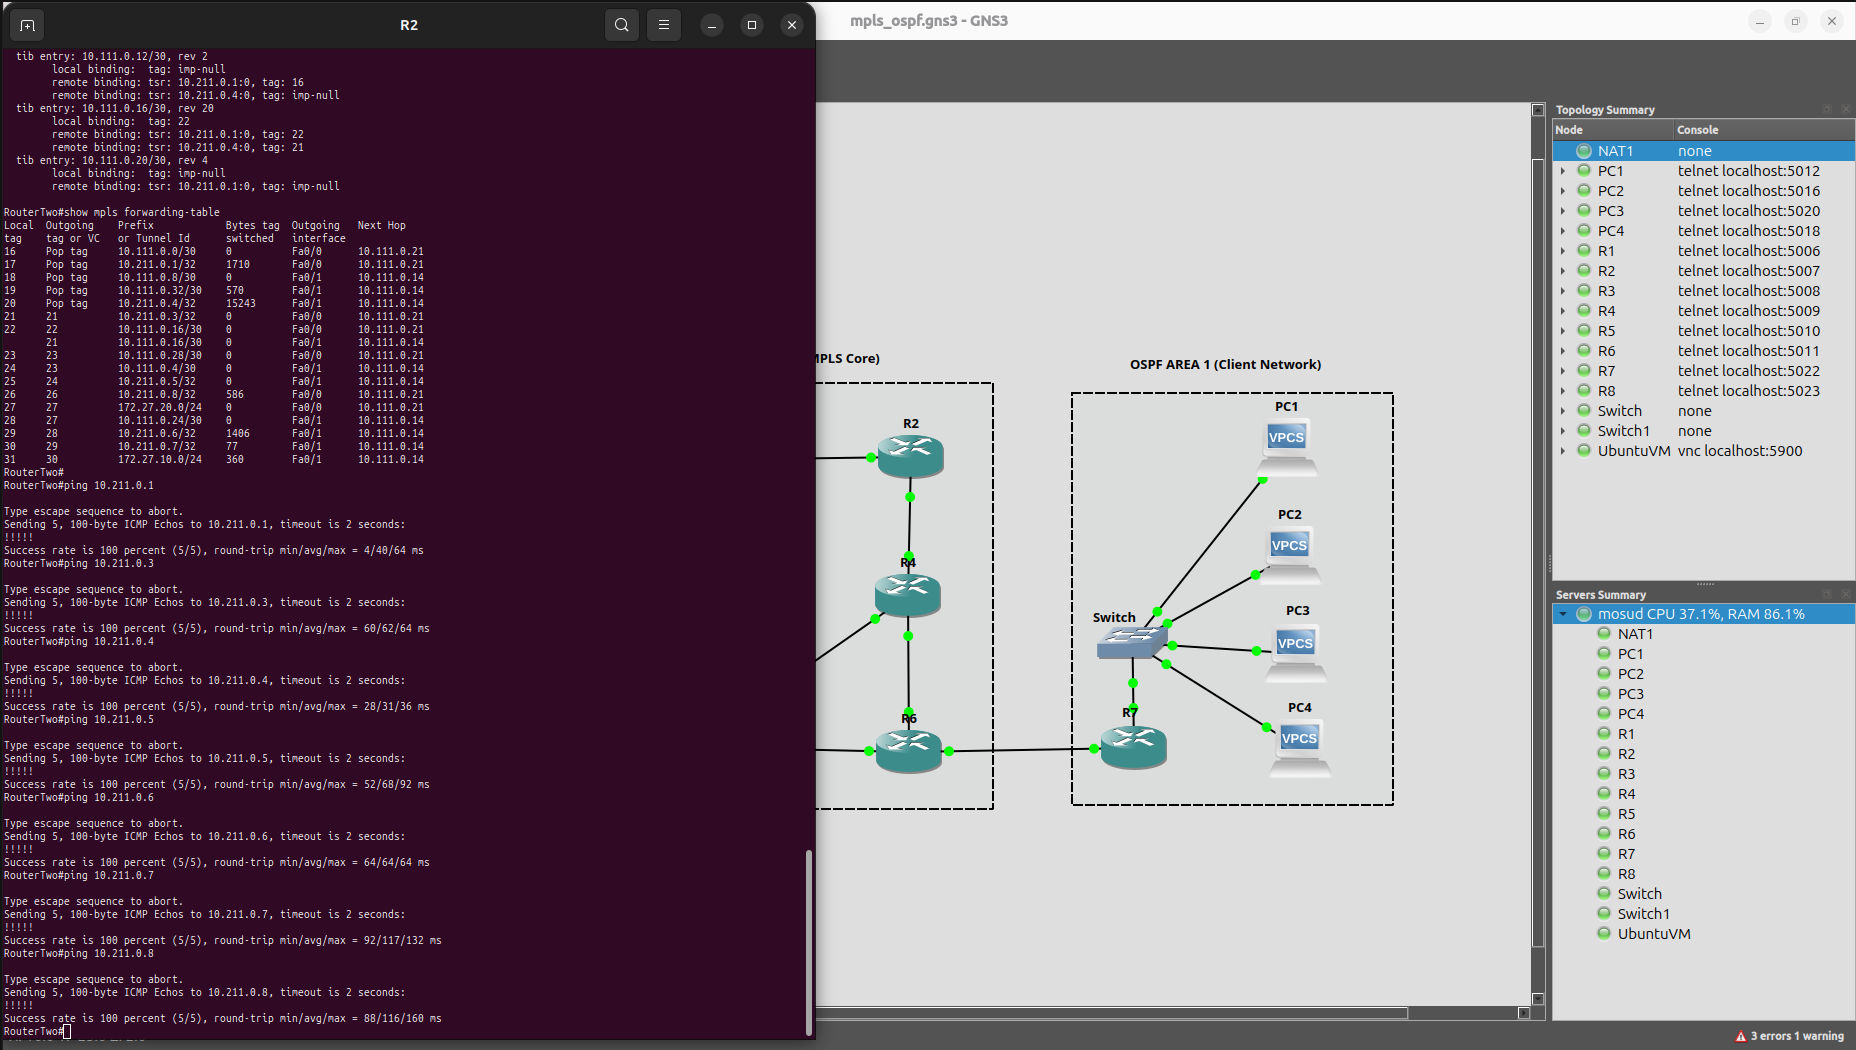 R2
tib entry: 10.111.0.12/30, rev 2
local binding:  tag: imp-null
remote binding: tsr: 10.211.0.1:0, tag: 16
remote binding: tsr: 10.211.0.4:0, tag: imp-null
tib entry: 10.111.0.16/30, rev 20
local binding:  tag: 22
remote binding: tsr: 10.211.0.1:0, tag: 22
remote binding: tsr: 10.211.0.4:0, tag: 21
tib entry: 10.111.0.20/30, rev 4
local binding:  tag: imp-null
remote binding: tsr: 10.211.0.1:0, tag: imp-null
RouterTwo#show mpls forwarding-table
Local  Outgoing    Prefix            Bytes tag  Outgoing   Next Hop
tag    tag or VC   or Tunnel Id      switched   interface
16     Pop tag     10.111.0.0/30     0          Fa0/0      10.111.0.21
17     Pop tag     10.211.0.1/32     1710       Fa0/0      10.111.0.21
18     Pop tag     10.111.0.8/30     0          Fa0/1      10.111.0.14
19     Pop tag     10.111.0.32/30    570        Fa0/1      10.111.0.14
20     Pop tag     10.211.0.4/32     15243      Fa0/1      10.111.0.14
21     21          10.211.0.3/32     0          Fa0/0      10.111.0.21
22     22          10.111.0.16/30    0          Fa0/0      10.111.0.21
       21          10.111.0.16/30    0          Fa0/1      10.111.0.14
23     23          10.111.0.28/30    0          Fa0/0      10.111.0.21
24     23          10.111.0.4/30     0          Fa0/1      10.111.0.14
25     24          10.211.0.5/32     0          Fa0/1      10.111.0.14
26     26          10.211.0.8/32     586        Fa0/0      10.111.0.21
27     27          172.27.20.0/24    0          Fa0/0      10.111.0.21
28     27          10.111.0.24/30    0          Fa0/1      10.111.0.14
29     28          10.211.0.6/32     1406       Fa0/1      10.111.0.14
30     29          10.211.0.7/32     77         Fa0/1      10.111.0.14
31     30          172.27.10.0/24    360        Fa0/1      10.111.0.14
RouterTwo#
RouterTwo#ping 10.211.0.1
Type escape sequence to abort.
Sending 5, 100-byte ICMP Echos to 10.211.0.1, timeout is 2 seconds:
!!!!!
Success rate is 100 percent (5/5), round-trip min/avg/max = 4/40/64 ms
RouterTwo#ping 10.211.0.3
Type escape sequence to abort.
Sending 5, 100-byte ICMP Echos to 10.211.0.3, timeout is 2 seconds:
!!!!!
Success rate is 100 percent (5/5), round-trip min/avg/max = 60/62/64 ms
RouterTwo#ping 10.211.0.4
Type escape sequence to abort.
Sending 5, 100-byte ICMP Echos to 10.211.0.4, timeout is 2 seconds:
!!!!!
Success rate is 100 percent (5/5), round-trip min/avg/max = 28/31/36 ms
RouterTwo#ping 10.211.0.5
Type escape sequence to abort.
Sending 5, 100-byte ICMP Echos to 10.211.0.5, timeout is 2 seconds:
!!!!!
Success rate is 100 percent (5/5), round-trip min/avg/max = 52/68/92 ms
RouterTwo#ping 10.211.0.6
Type escape sequence to abort.
Sending 5, 100-byte ICMP Echos to 10.211.0.6, timeout is 2 seconds:
!!!!!
Success rate is 100 percent (5/5), round-trip min/avg/max = 64/64/64 ms
RouterTwo#ping 10.211.0.7
Type escape sequence to abort.
Sending 5, 100-byte ICMP Echos to 10.211.0.7, timeout is 2 seconds:
!!!!!
Success rate is 100 percent (5/5), round-trip min/avg/max = 92/117/132 ms
RouterTwo#ping 10.211.0.8
Type escape sequence to abort.
Sending 5, 100-byte ICMP Echos to 10.211.0.8, timeout is 2 seconds:
!!!!!
Success rate is 100 percent (5/5), round-trip min/avg/max = 88/116/160 ms
RouterTwo#
mpls_ospf.gns3 - GNS3
MPLS Core)
R2
R4
R6
OSPF AREA 1 (Client Network)
PC1
VPCS
PC2
VPCS
PC3
VPCS
Switch
PC4
VPCS
R7
Topology Summary
Node Console
NAT1 none
PC1 telnet localhost:5012
PC2 telnet localhost:5016
PC3 telnet localhost:5020
PC4 telnet localhost:5018
R1 telnet localhost:5006
R2 telnet localhost:5007
R3 telnet localhost:5008
R4 telnet localhost:5009
R5 telnet localhost:5010
R6 telnet localhost:5011
R7 telnet localhost:5022
R8 telnet localhost:5023
Switch none
Switch1 none
UbuntuVM vnc localhost:5900
Servers Summary
mosud CPU 37.1%, RAM 86.1%
NAT1
PC1
PC2
PC3
PC4
R1
R2
R3
R4
R5
R6
R7
R8
Switch
Switch1
UbuntuVM
3 errors 1 warning